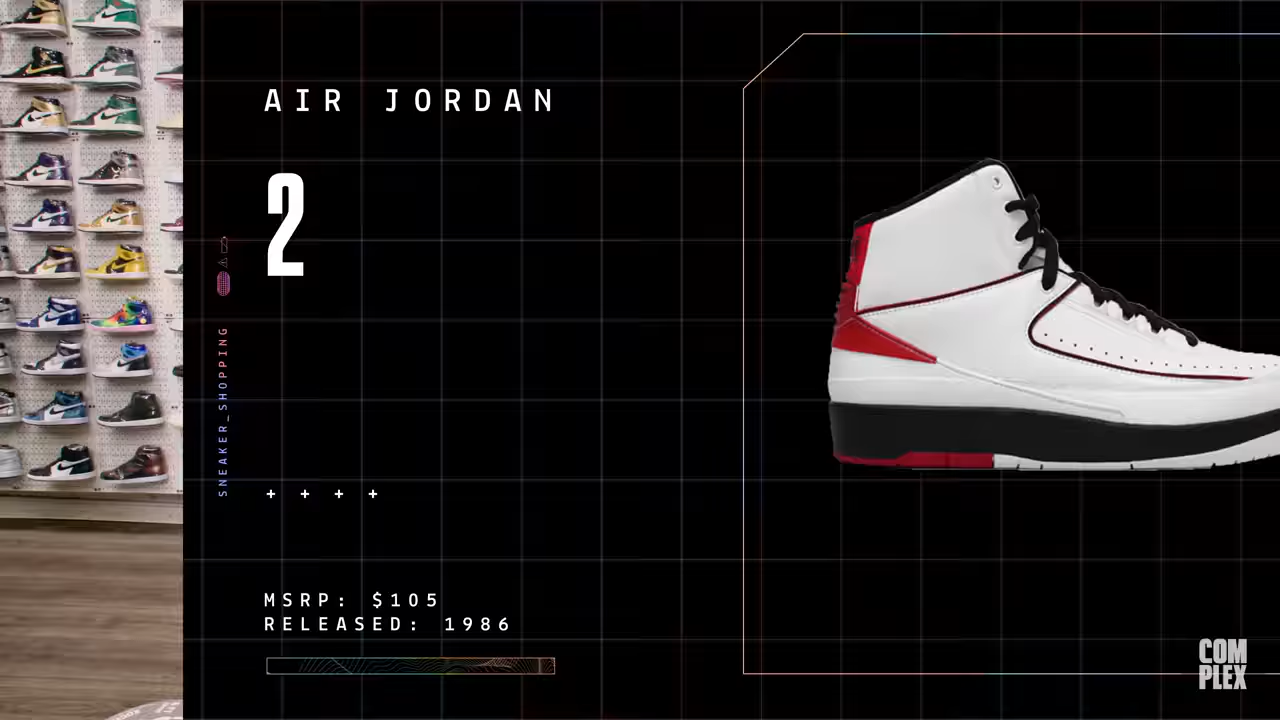 AIR JORDAN
2
SNEAKER_SHOPPING
+ + + +
MSRP: $105
RELEASED: 1986
COM
PLEX